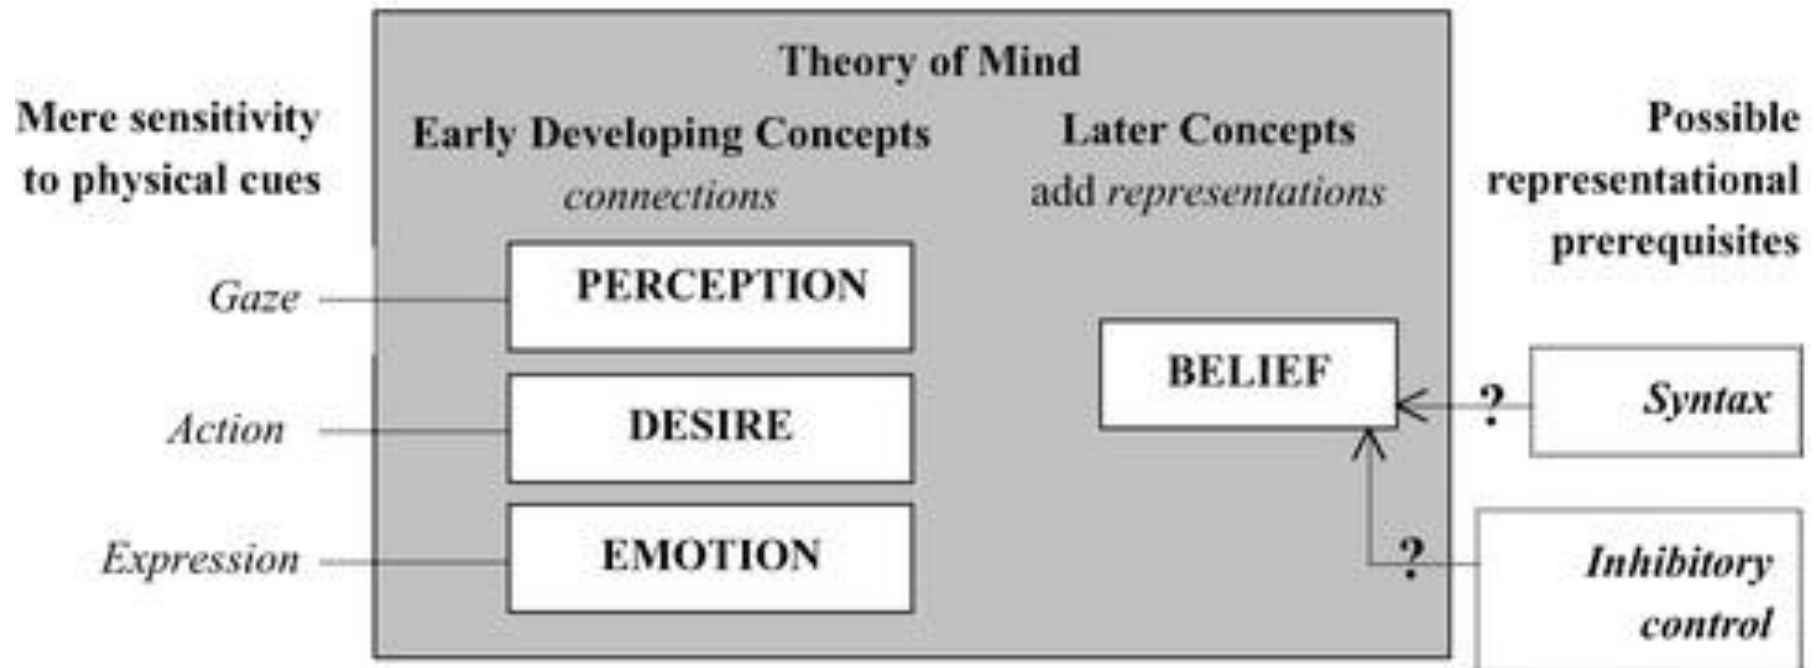 Theory of Mind
Mere sensitivity
to physical cues
Early Developing Concepts
connections
Later Concepts
add representations
Possible
representational
prerequisites
Gaze
PERCEPTION
Action
DESIRE
Expression
EMOTION
BELIEF
?
Syntax
?
Inhibitory
control